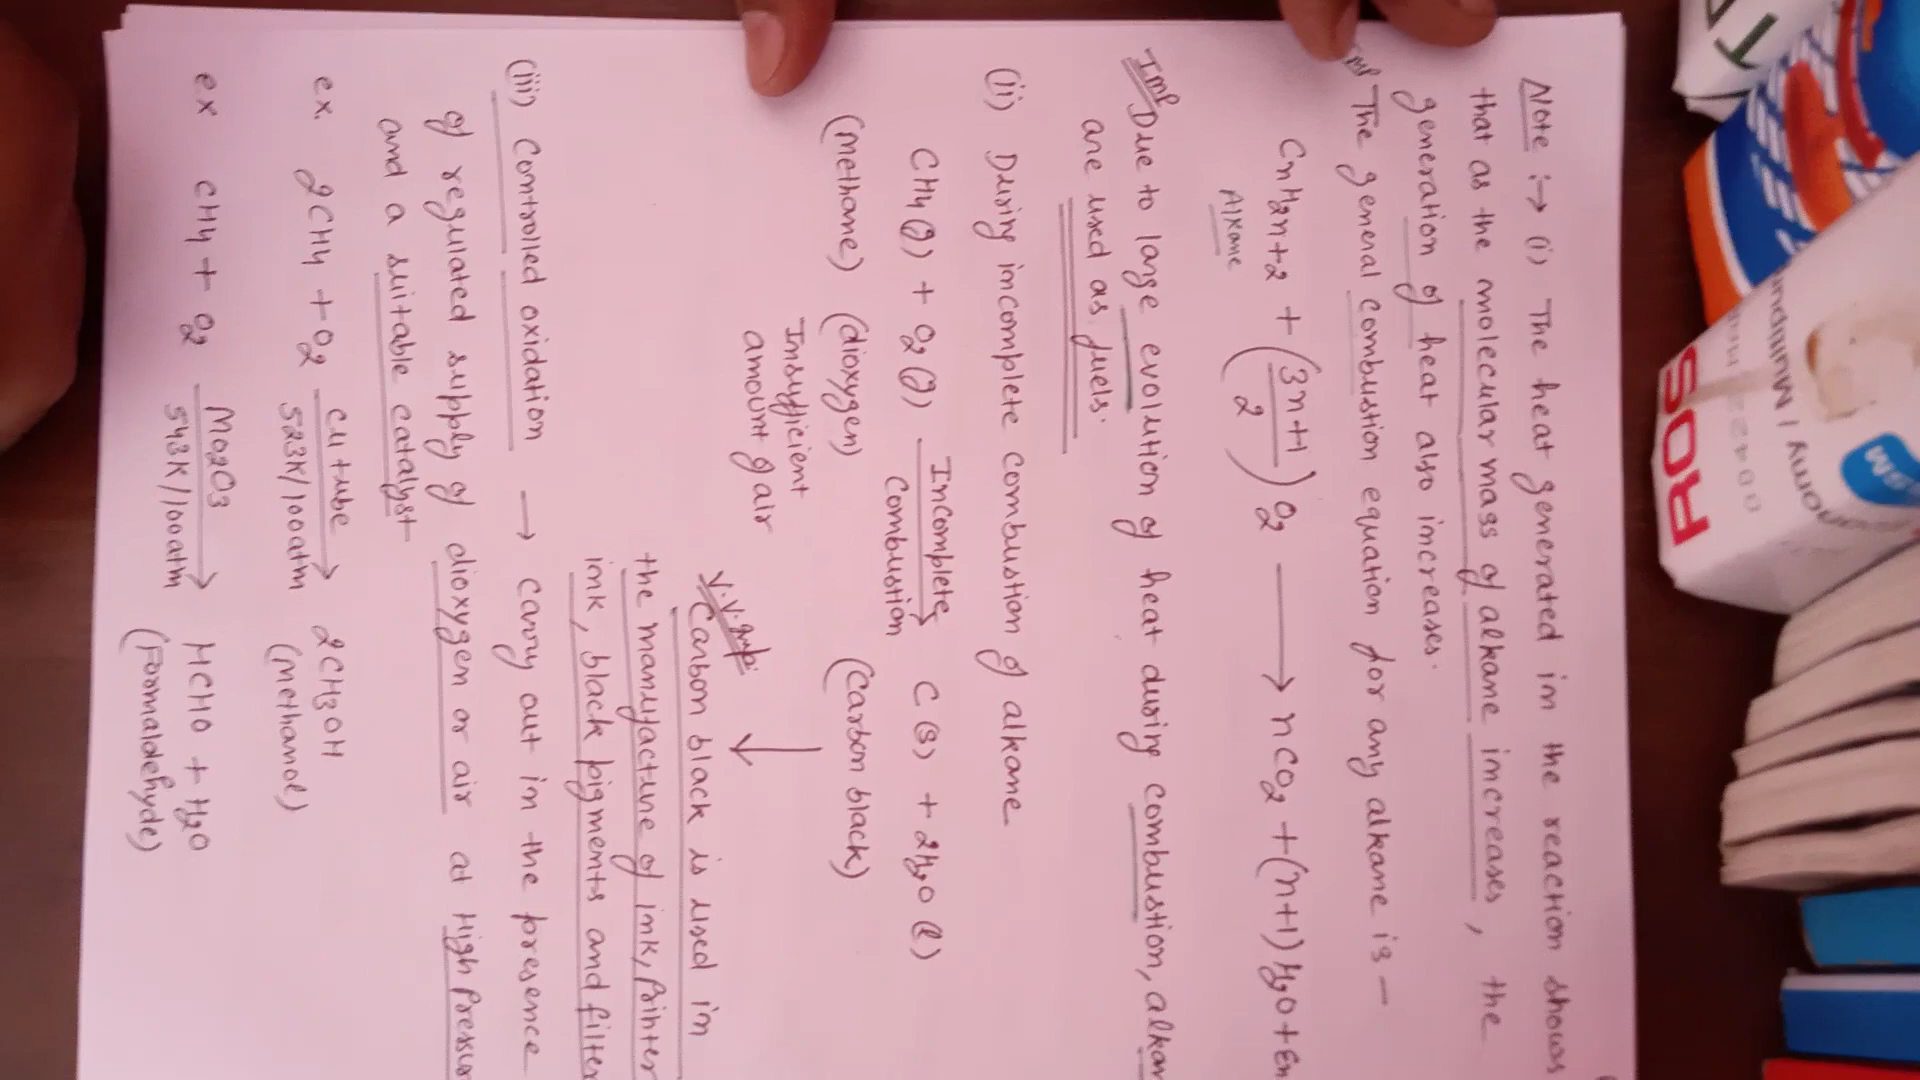 Note :→ (i) The heat generated in the reaction shows
that as the molecular mass of alkane increases, the
generation of heat also increases.
Imp The general combustion equation for any alkane is –
CnH2n+2 + (3n+1/2) O2 ⟶ nCO2 + (n+1) H2O + En
Alkane
Imp Due to large evolution of heat during combustion, alkan
are used as fuels.
(ii) During incomplete combustion of alkane
CH4(g) + O2(g) Incomplete combustion → C(s) + 2H2O(l)
(methane) (dioxygen) (Carbon black)
Insufficient
amount of air
V.V.Imp.
Carbon black is used in
the manufacture of ink, printer
ink, black pigments and filter
(iii) Controlled oxidation → carry out in the presence
of regulated supply of dioxygen or air at High Pressur
and a suitable catalyst
ex. 2CH4 + O2 Cu tube 523K/100atm → 2CH3OH
(methanol)
ex CH4 + O2 Mo2O3 543K/100atm → HCHO + H2O
(Formaldehyde)
ROS